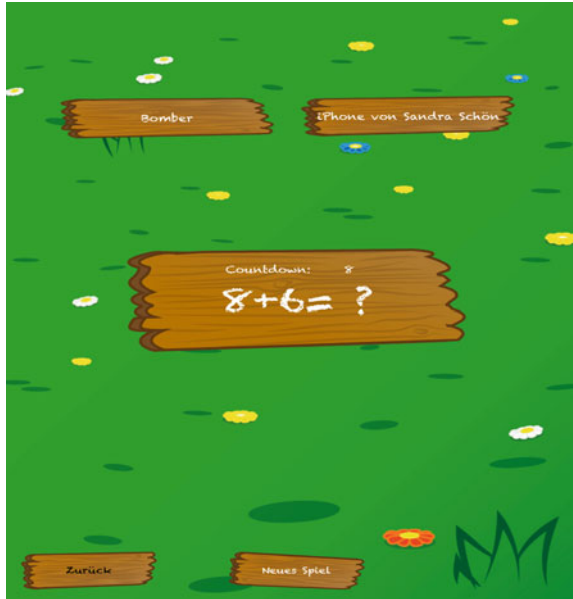 Bomber
iPhone von Sandra Schön
Countdown: 8
8+6= ?
Zurück
Neues Spiel